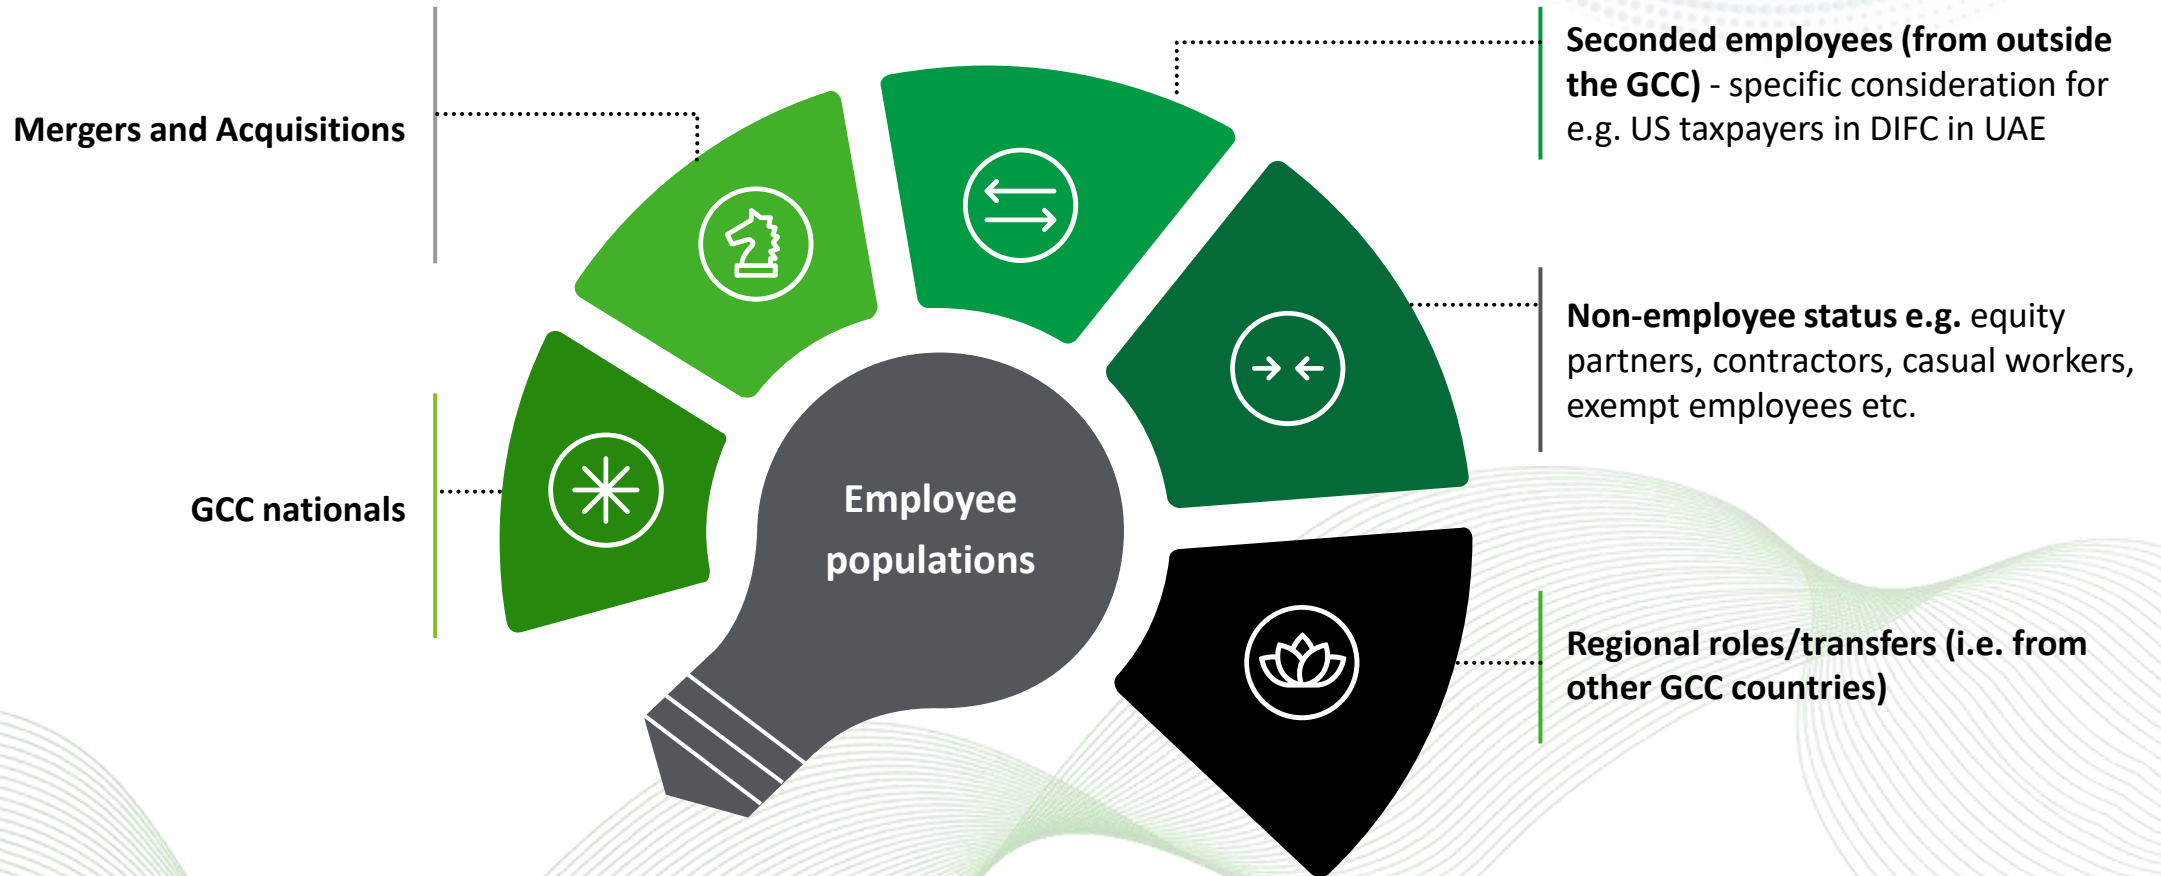 Mergers and Acquisitions
GCC nationals
Employee
populations
Seconded employees (from outside
the GCC) - specific consideration for
e.g. US taxpayers in DIFC in UAE
Non-employee status e.g. equity
partners, contractors, casual workers,
exempt employees etc.
Regional roles/transfers (i.e. from
other GCC countries)